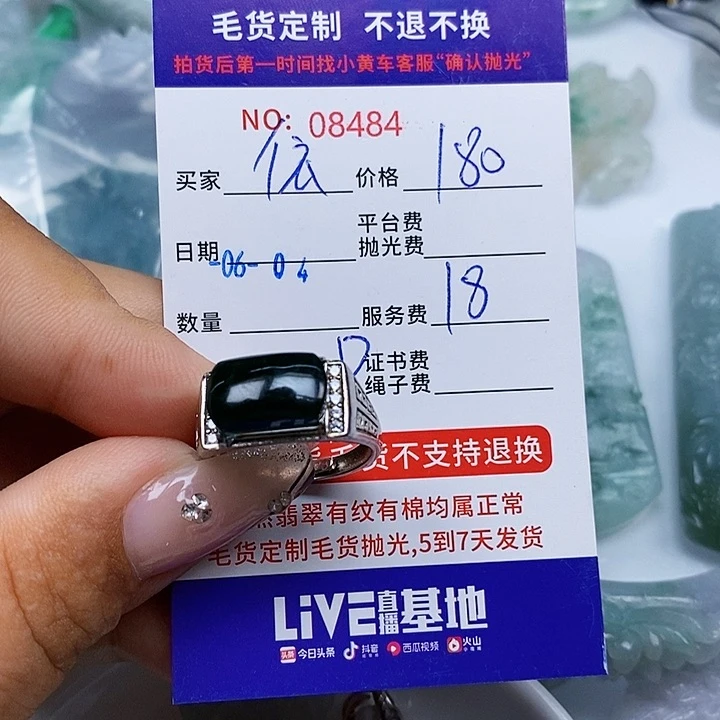 毛货定制 不退不换
拍货后第一时间找小黄车客服“确认抛光”
NO: 08484
买家 价格 180
平台费
日期 -06-04 抛光费
数量 服务费 18
证书费
绳子费
货不支持退换
翡翠有纹有棉均属正常
毛货定制毛货抛光,5到7天发货
LiVE直播基地
头条 今日头条 抖音 西瓜视频 火山